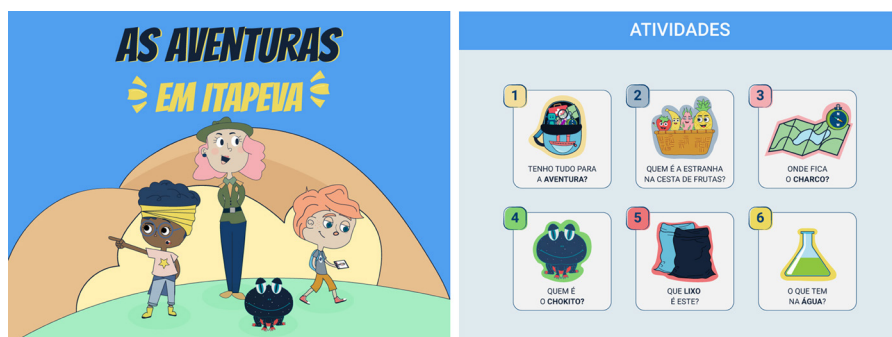 AS AVENTURAS
EM ITAPEVA
ATIVIDADES
1
TENHO TUDO PARA
A AVENTURA?
2
QUEM É A ESTRANHA
NA CESTA DE FRUTAS?
3
ONDE FICA
O CHARCO?
4
QUEM É
O CHOKITO?
5
QUE LIXO
É ESTE?
6
O QUE TEM
NA ÁGUA?